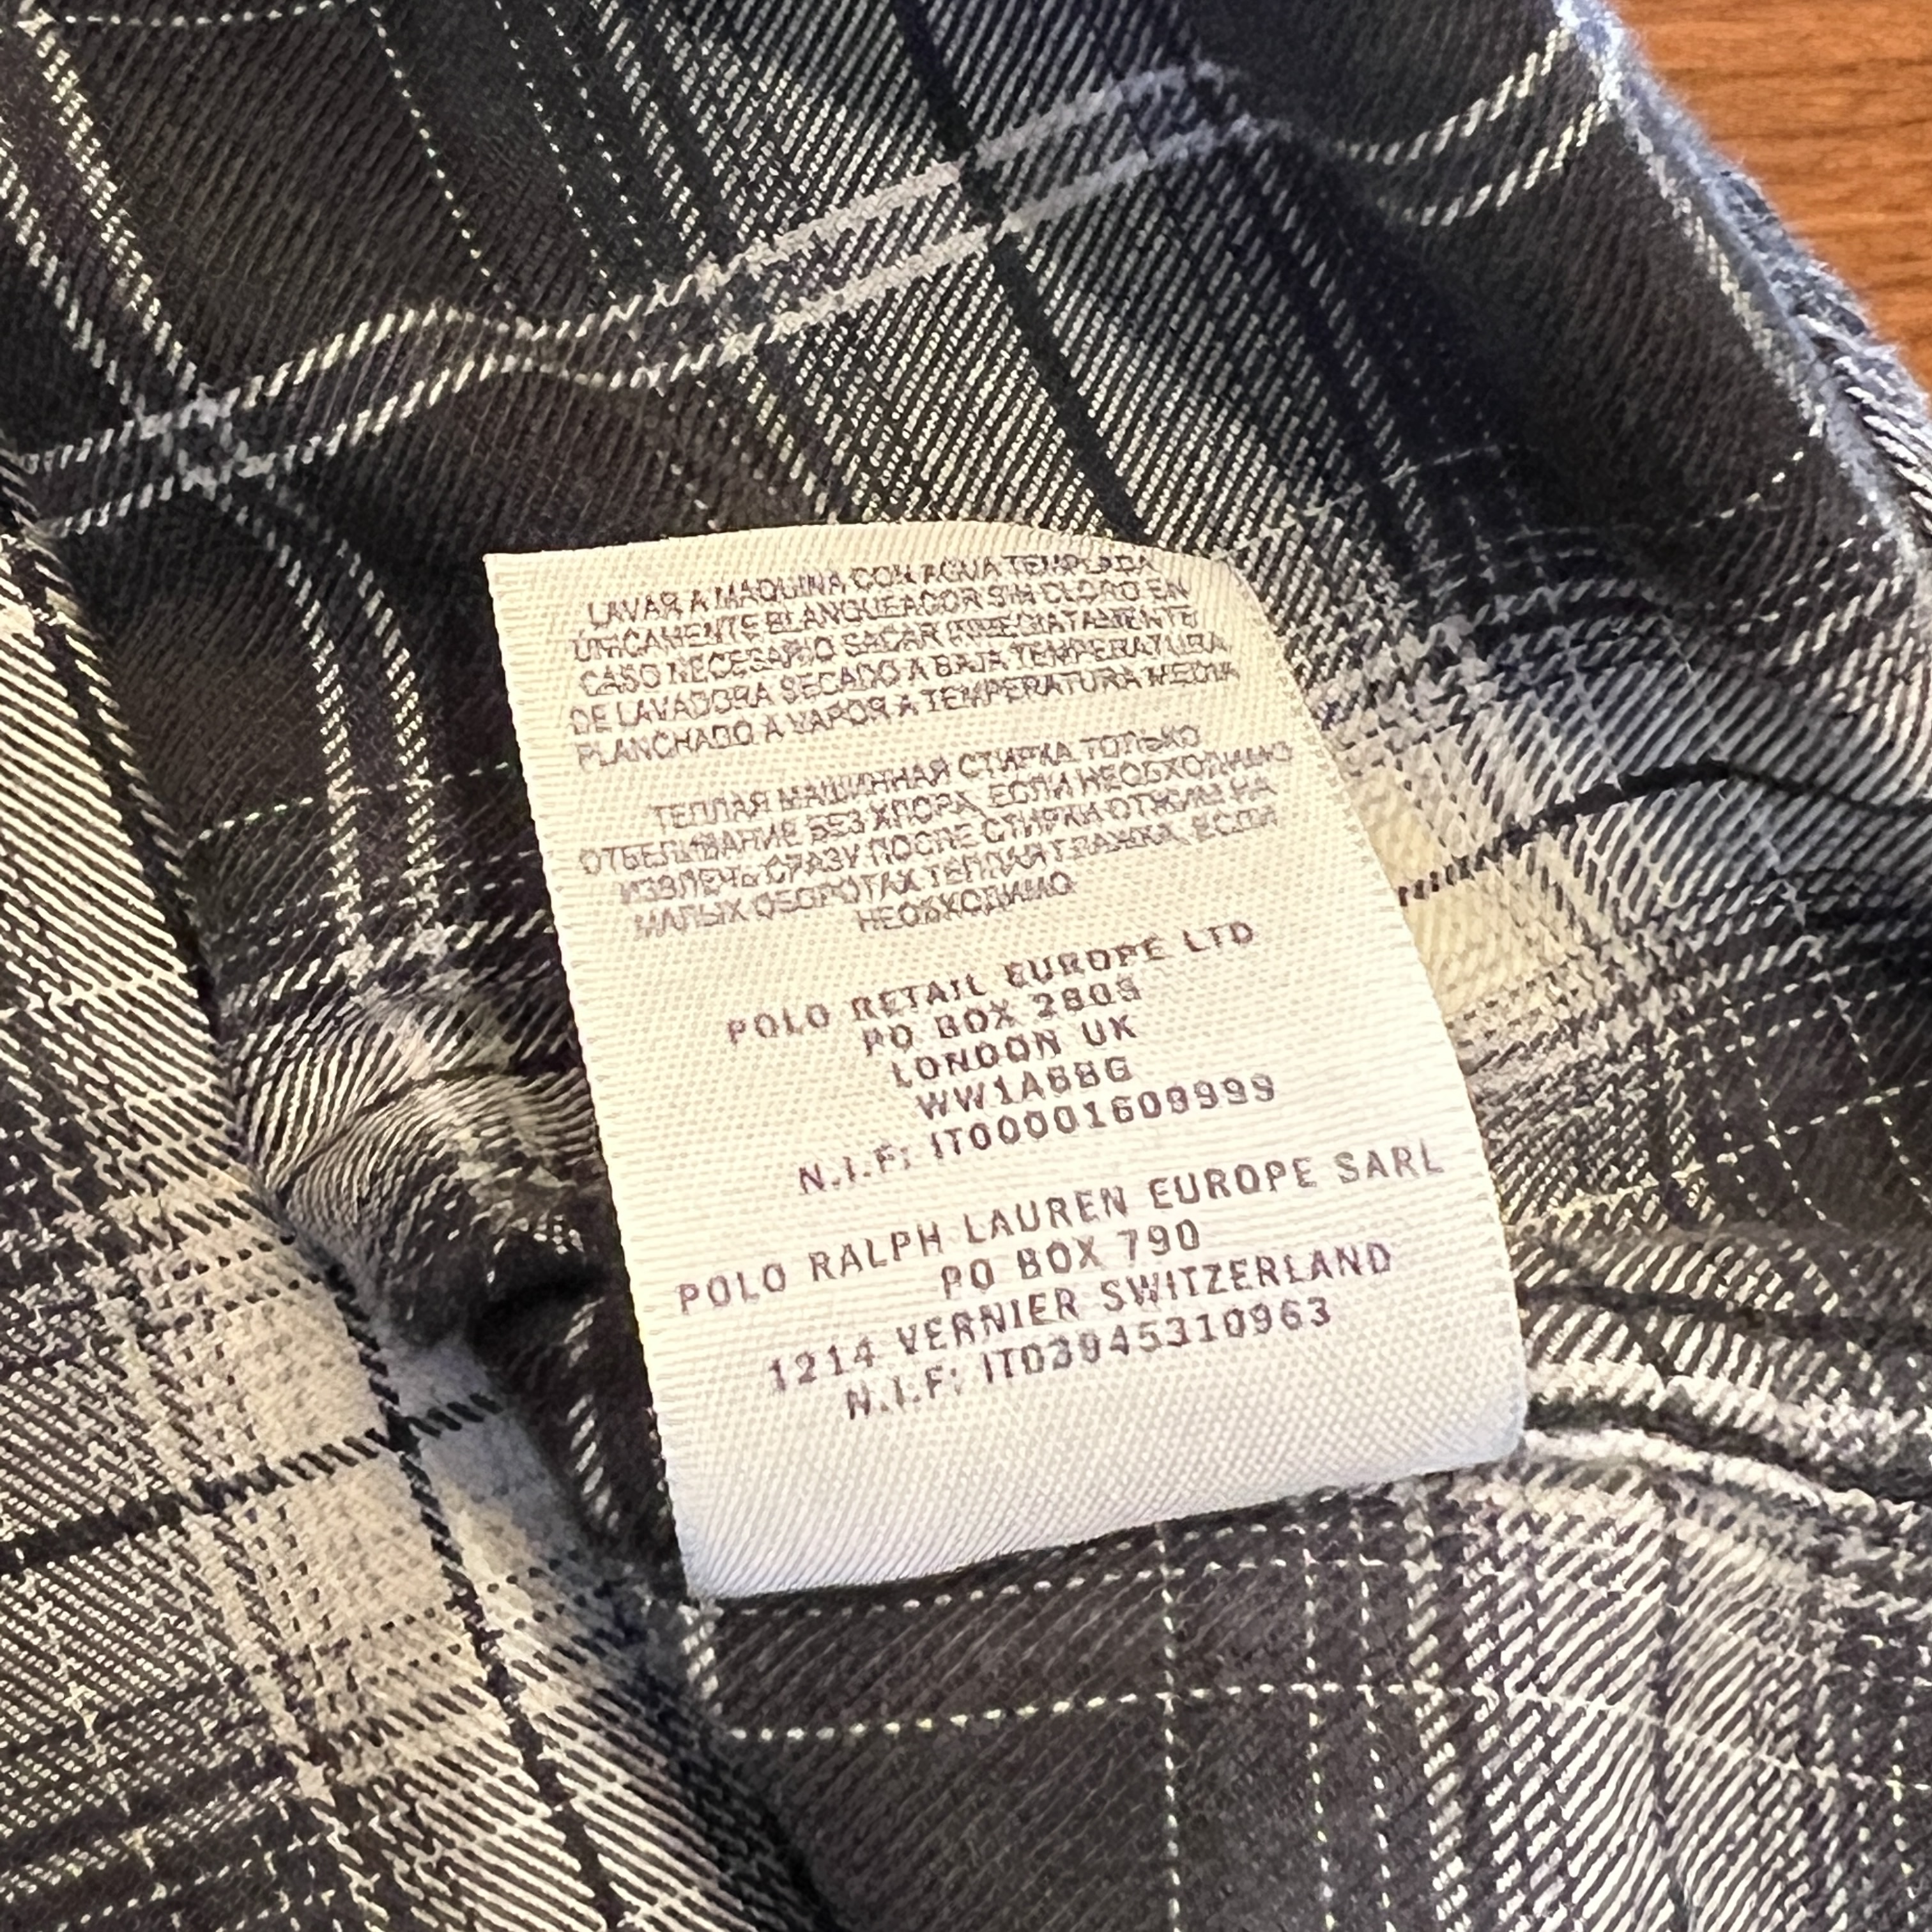 LAVAR A MAQUINA CON AGUA TEMPLADA
ÚNICAMENTE BLANQUEADOR SIN CLORO EN
CASO NECESARIO SACAR INMEDIATAMENTE
DE LAVADORA SECADO A BAJA TEMPERATURA
PLANCHADO A VAPOR A TEMPERATURA MEDIA
ТЕПЛАЯ МАШИННАЯ СТИРКА ТОЛЬКО
ОТБЕЛИВАНИЕ БЕЗ ХЛОРА, ЕСЛИ НЕОБХОДИМО
ИЗВЛЕЧЬ СРАЗУ ПОСЛЕ СТИРКИ ОТЖИМ НА
МАЛЫХ ОБОРОТАХ ТЕПЛАЯ ГЛАЖКА, ЕСЛИ
НЕОБХОДИМО
POLO RETAIL EUROPE LTD
PO BOX
LONDON UK
N.I.F:
POLO RALPH LAUREN EUROPE SARL
PO BOX 790
1214 VERNIER SWITZERLAND
N.I.F: IT03945310963